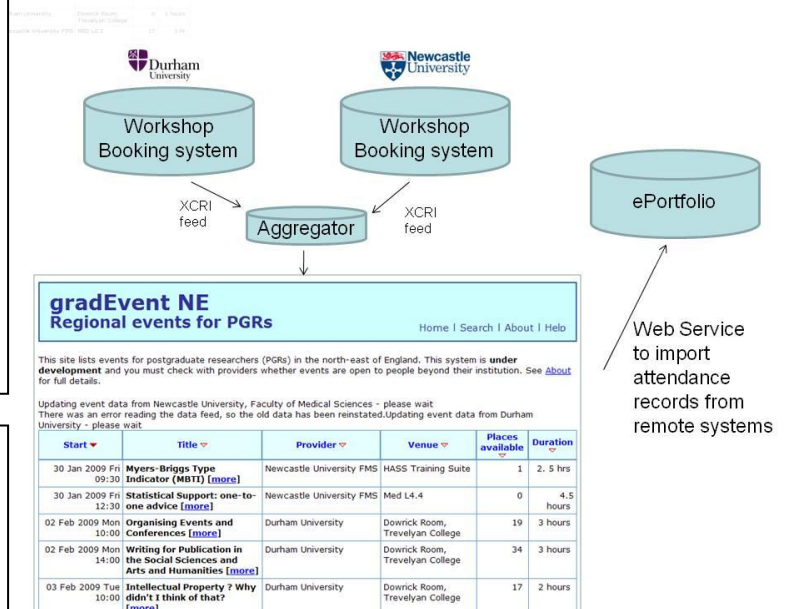 Durham
University
Newcastle
University
Workshop
Booking system
Workshop
Booking system
ePortfolio
XCRI
feed
XCRI
feed
Aggregator
gradEvent NE
Regional events for PGRs
Home | Search | About | Help
Web Service
to import
attendance
records from
remote systems
This site lists events for postgraduate researchers (PGRs) in the north-east of England. This system is under
development and you must check with providers whether events are open to people beyond their institution. See About
for full details.
Updating event data from Newcastle University, Faculty of Medical Sciences - please wait
There was an error reading the data feed, so the old data has been reinstated.Updating event data from Durham
University - please wait
Start Title Provider Venue Places available Duration
30 Jan 2009 Fri Myers-Briggs Type Newcastle University FMS HASS Training Suite 1 2. 5 hrs
09:30 Indicator (MBTI) [more]
30 Jan 2009 Fri Statistical Support: one-to- Newcastle University FMS Med L4.4 0 4.5
12:30 one advice [more] hours
02 Feb 2009 Mon Organising Events and Durham University Dowrick Room, 19 3 hours
10:00 Conferences [more] Trevelyan College
02 Feb 2009 Mon Writing for Publication in Durham University Dowrick Room, 34 3 hours
14:00 the Social Sciences and Trevelyan College
Arts and Humanities [more]
03 Feb 2009 Tue Intellectual Property ? Why Durham University Dowrick Room, 17 2 hours
10:00 didn't I think of that? Trevelyan College
[more]